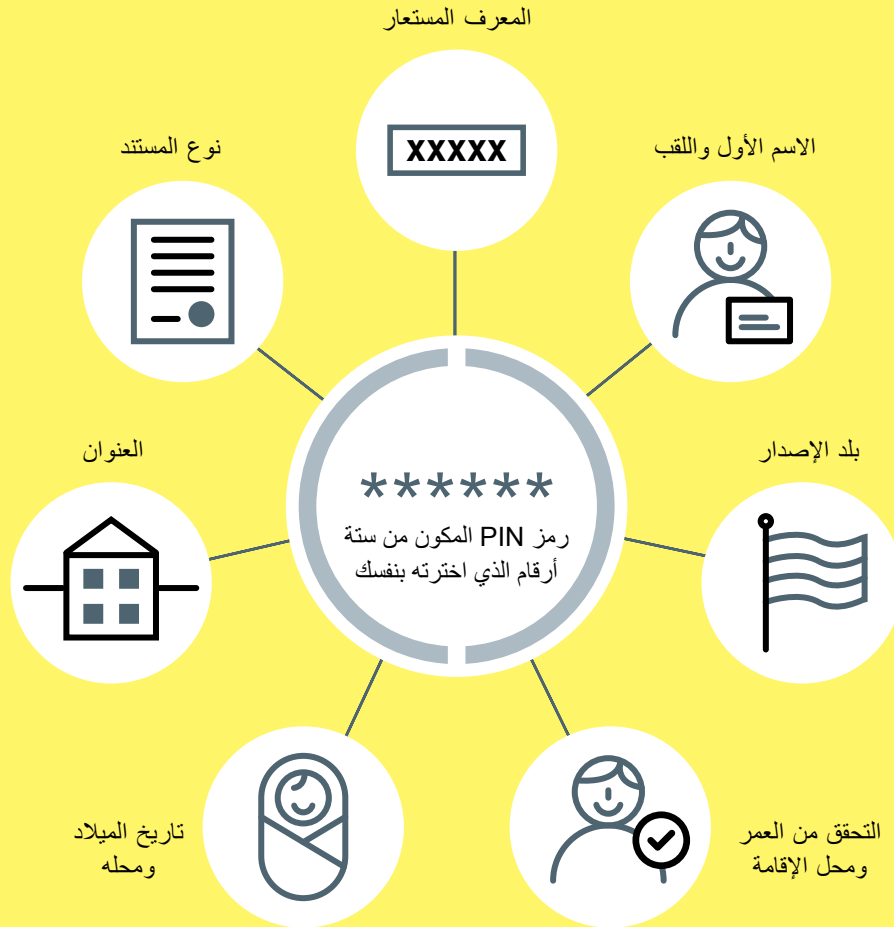 المعرف المستعار
XXXXX
الاسم الأول واللقب
نوع المستند
بلد الإصدار
العنوان
******
رمز PIN المكون من ستة
أرقام الذي اخترته بنفسك
التحقق من العمر
ومحل الإقامة
تاريخ الميلاد
ومحله